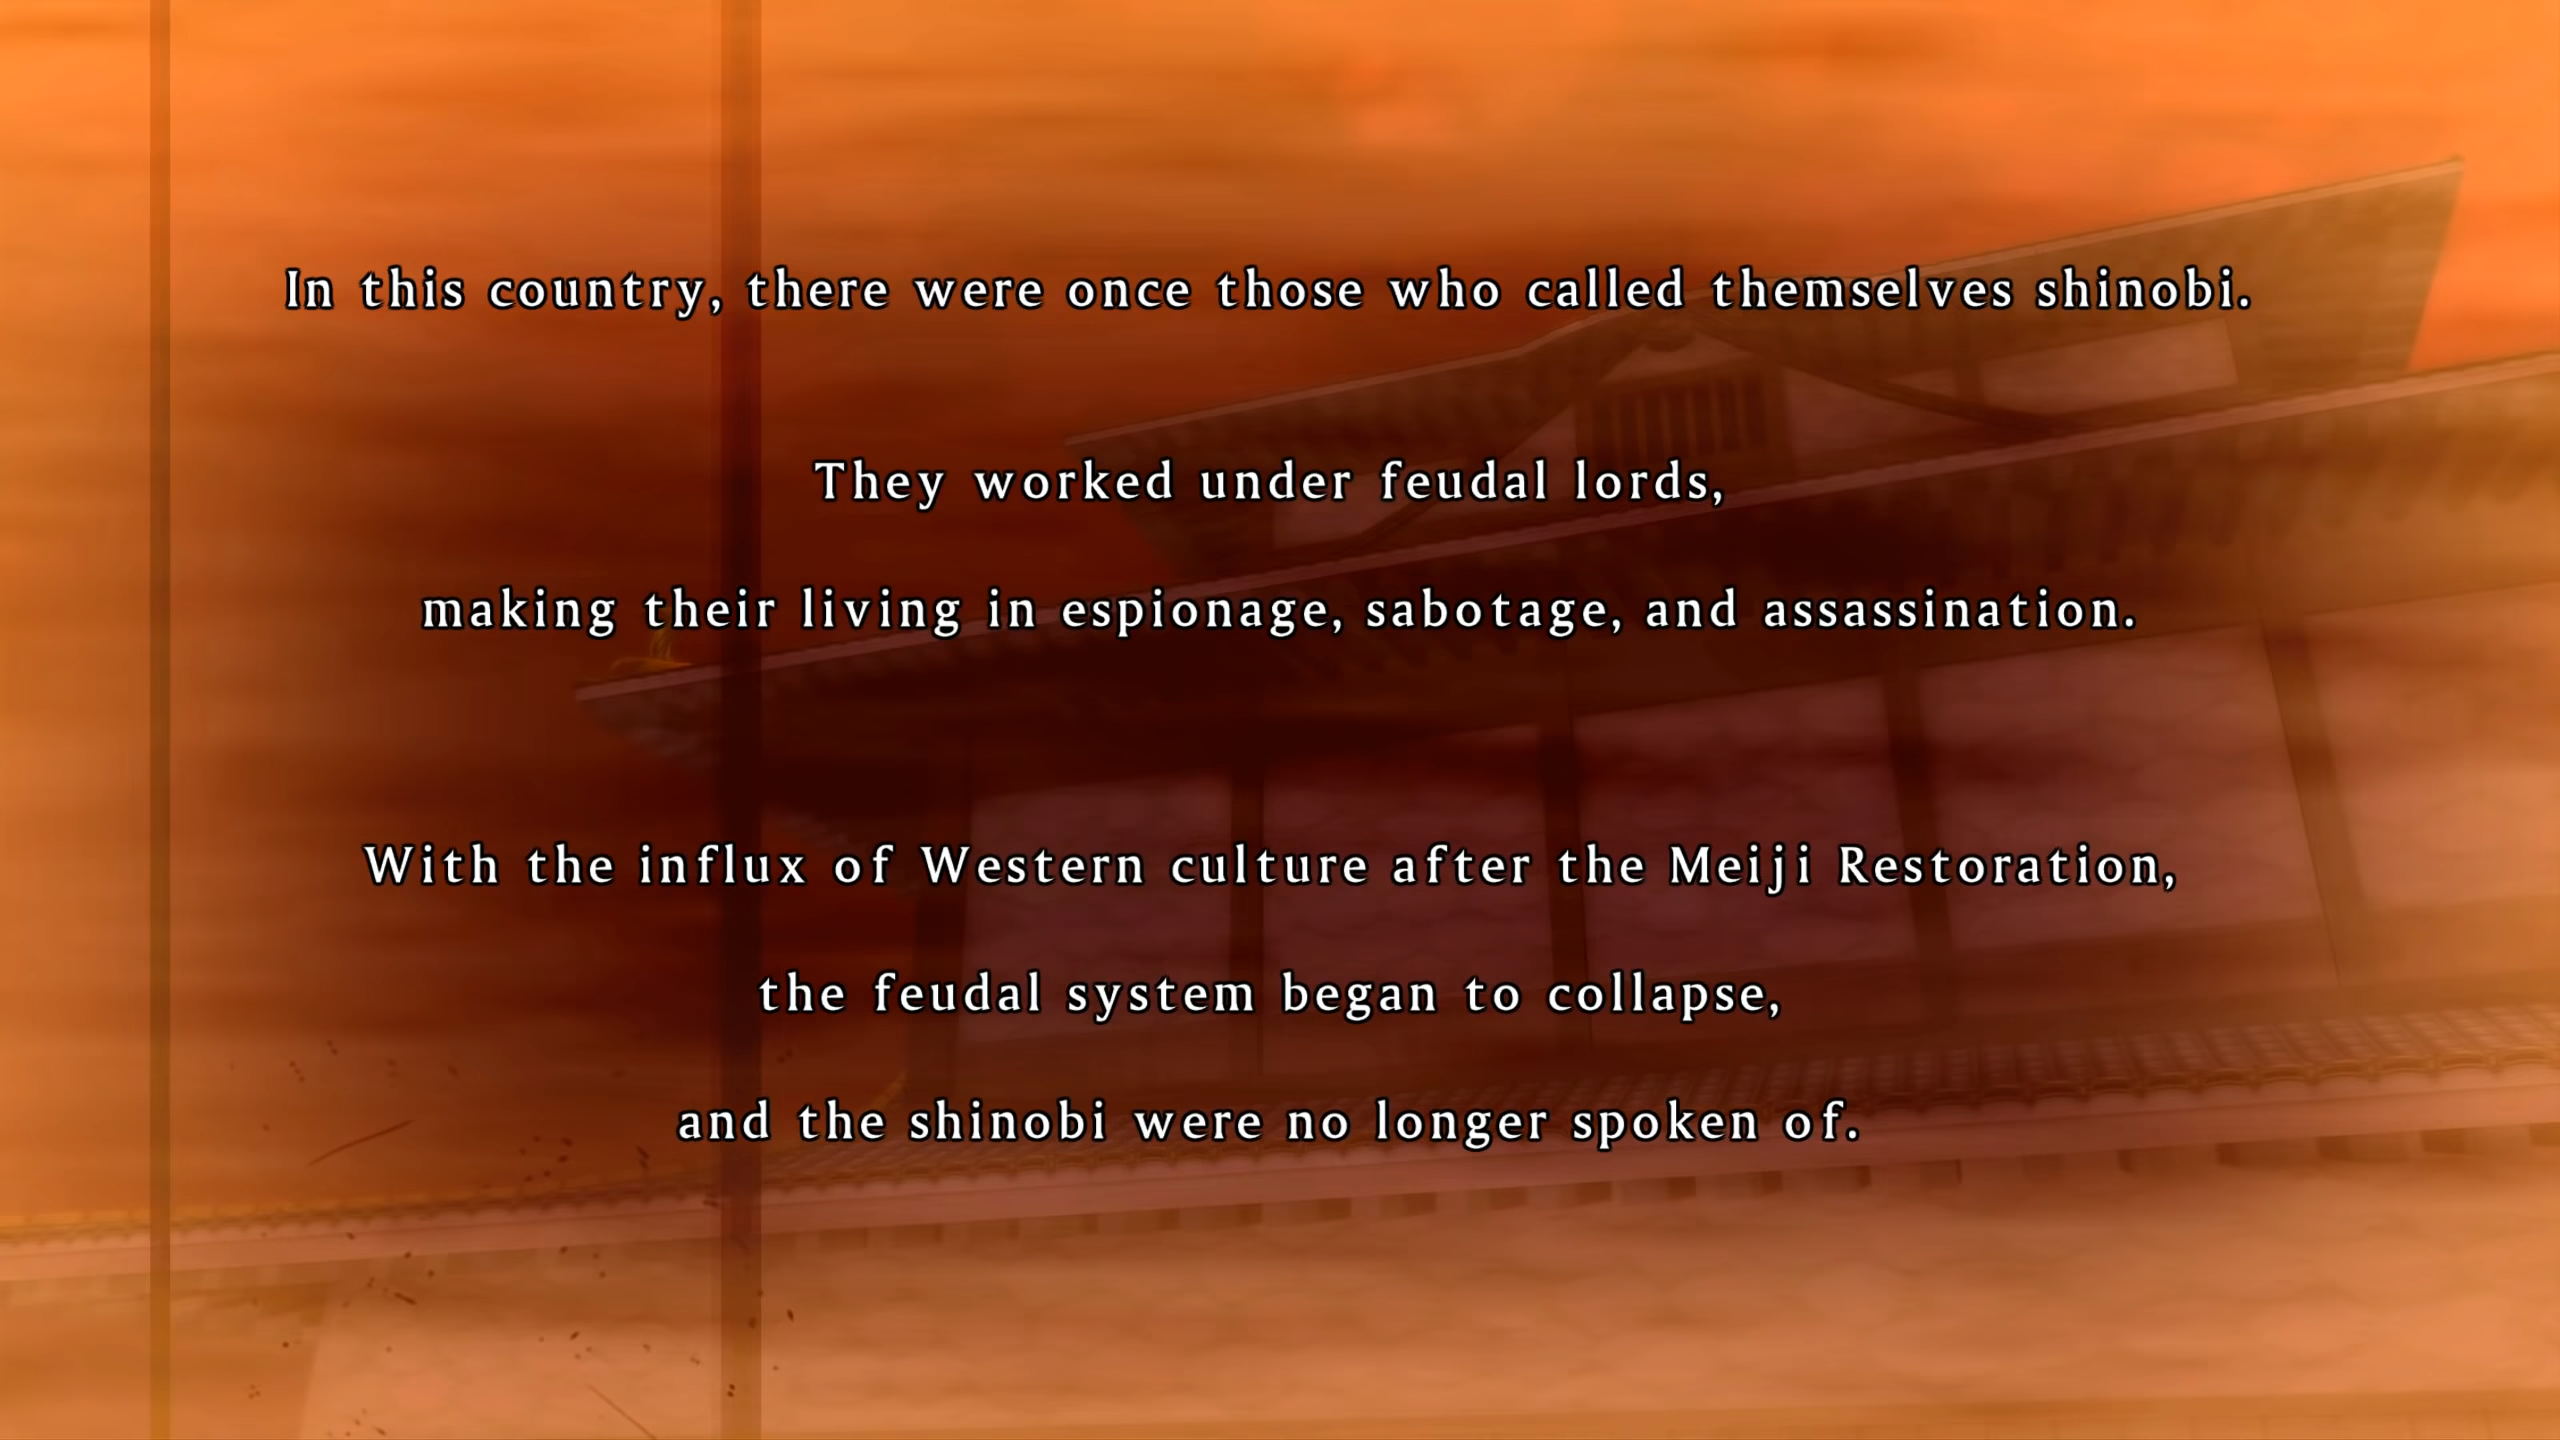 In this country, there were once those who called themselves shinobi.
They worked under feudal lords,
making their living in espionage, sabotage, and assassination.
With the influx of Western culture after the Meiji Restoration,
the feudal system began to collapse,
and the shinobi were no longer spoken of.